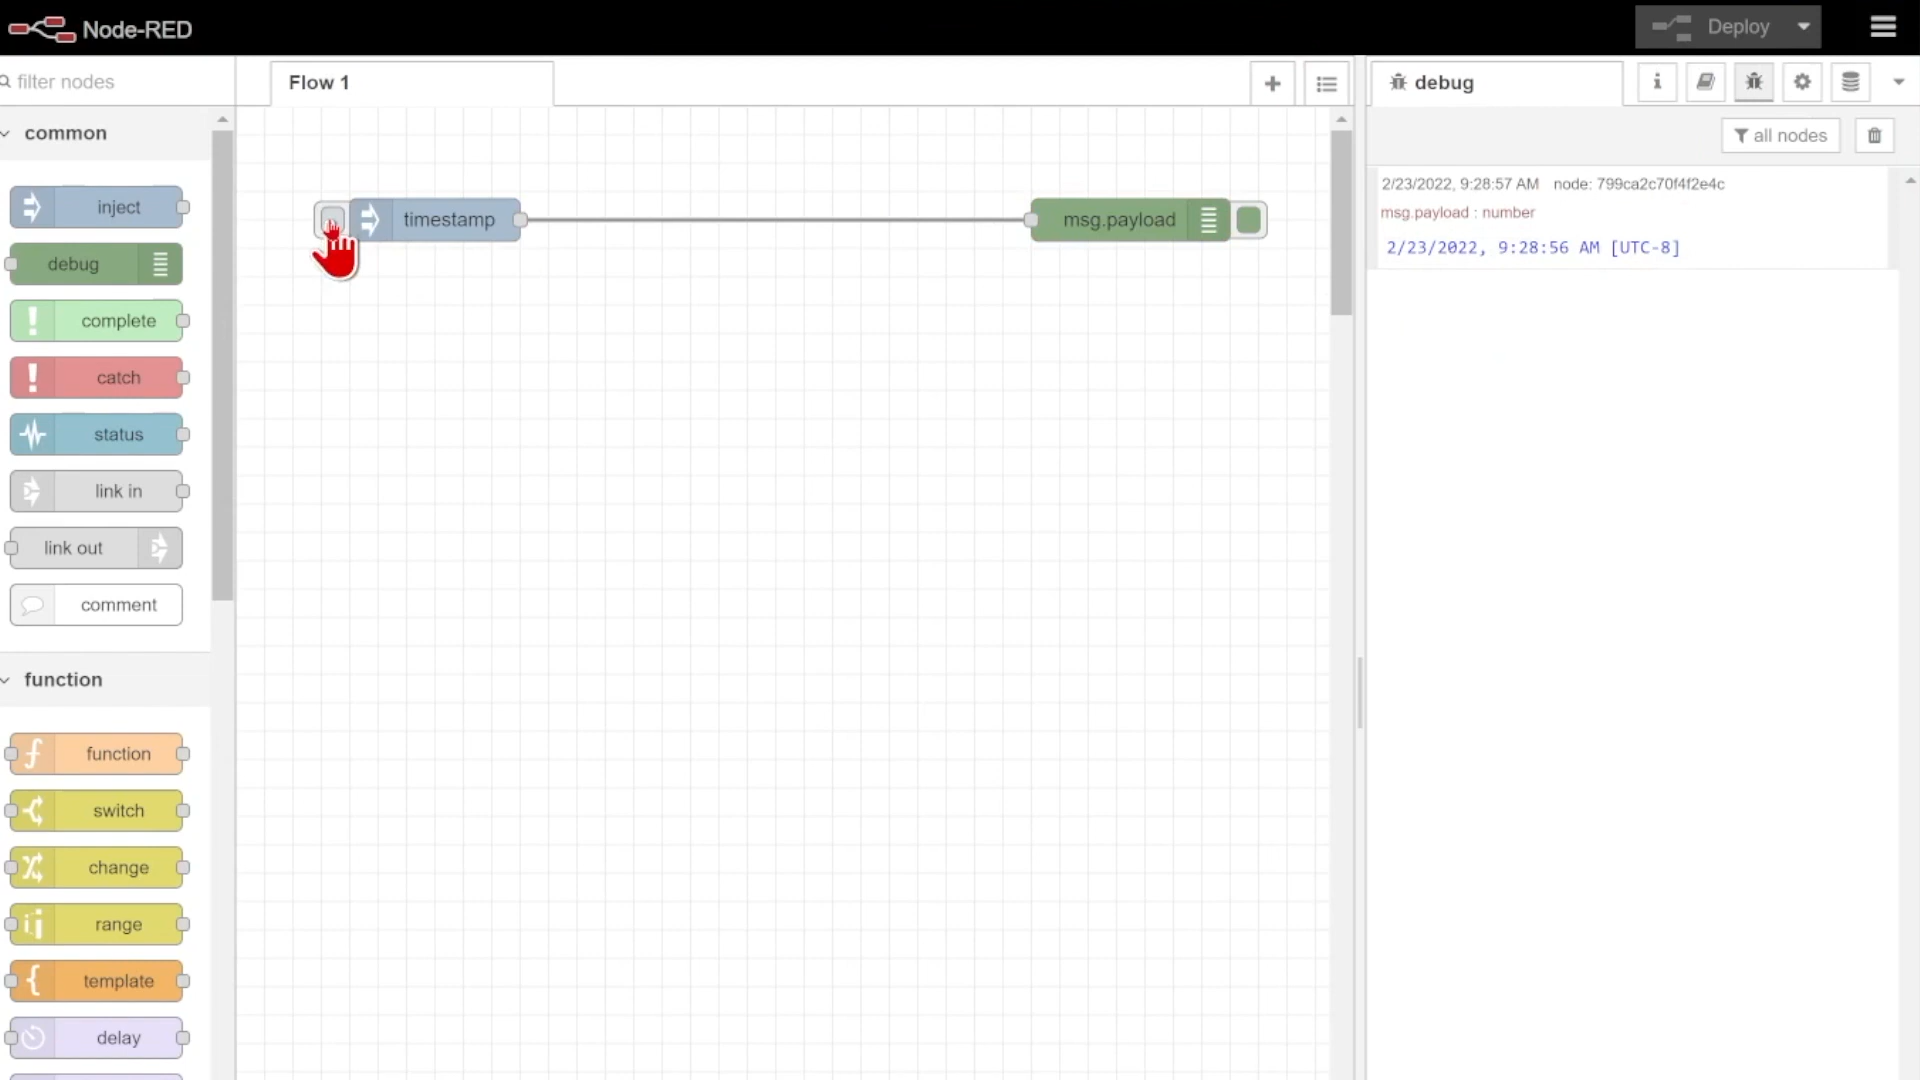 Node-RED
Deploy
filter nodes
Flow 1
debug
i
common
all nodes
inject
timestamp
msg.payload
2/23/2022, 9:28:57 AM node: 799ca2c70f4f2e4c
msg.payload : number
2/23/2022, 9:28:56 AM [UTC-8]
debug
complete
catch
status
link in
link out
comment
function
function
switch
change
range
template
delay